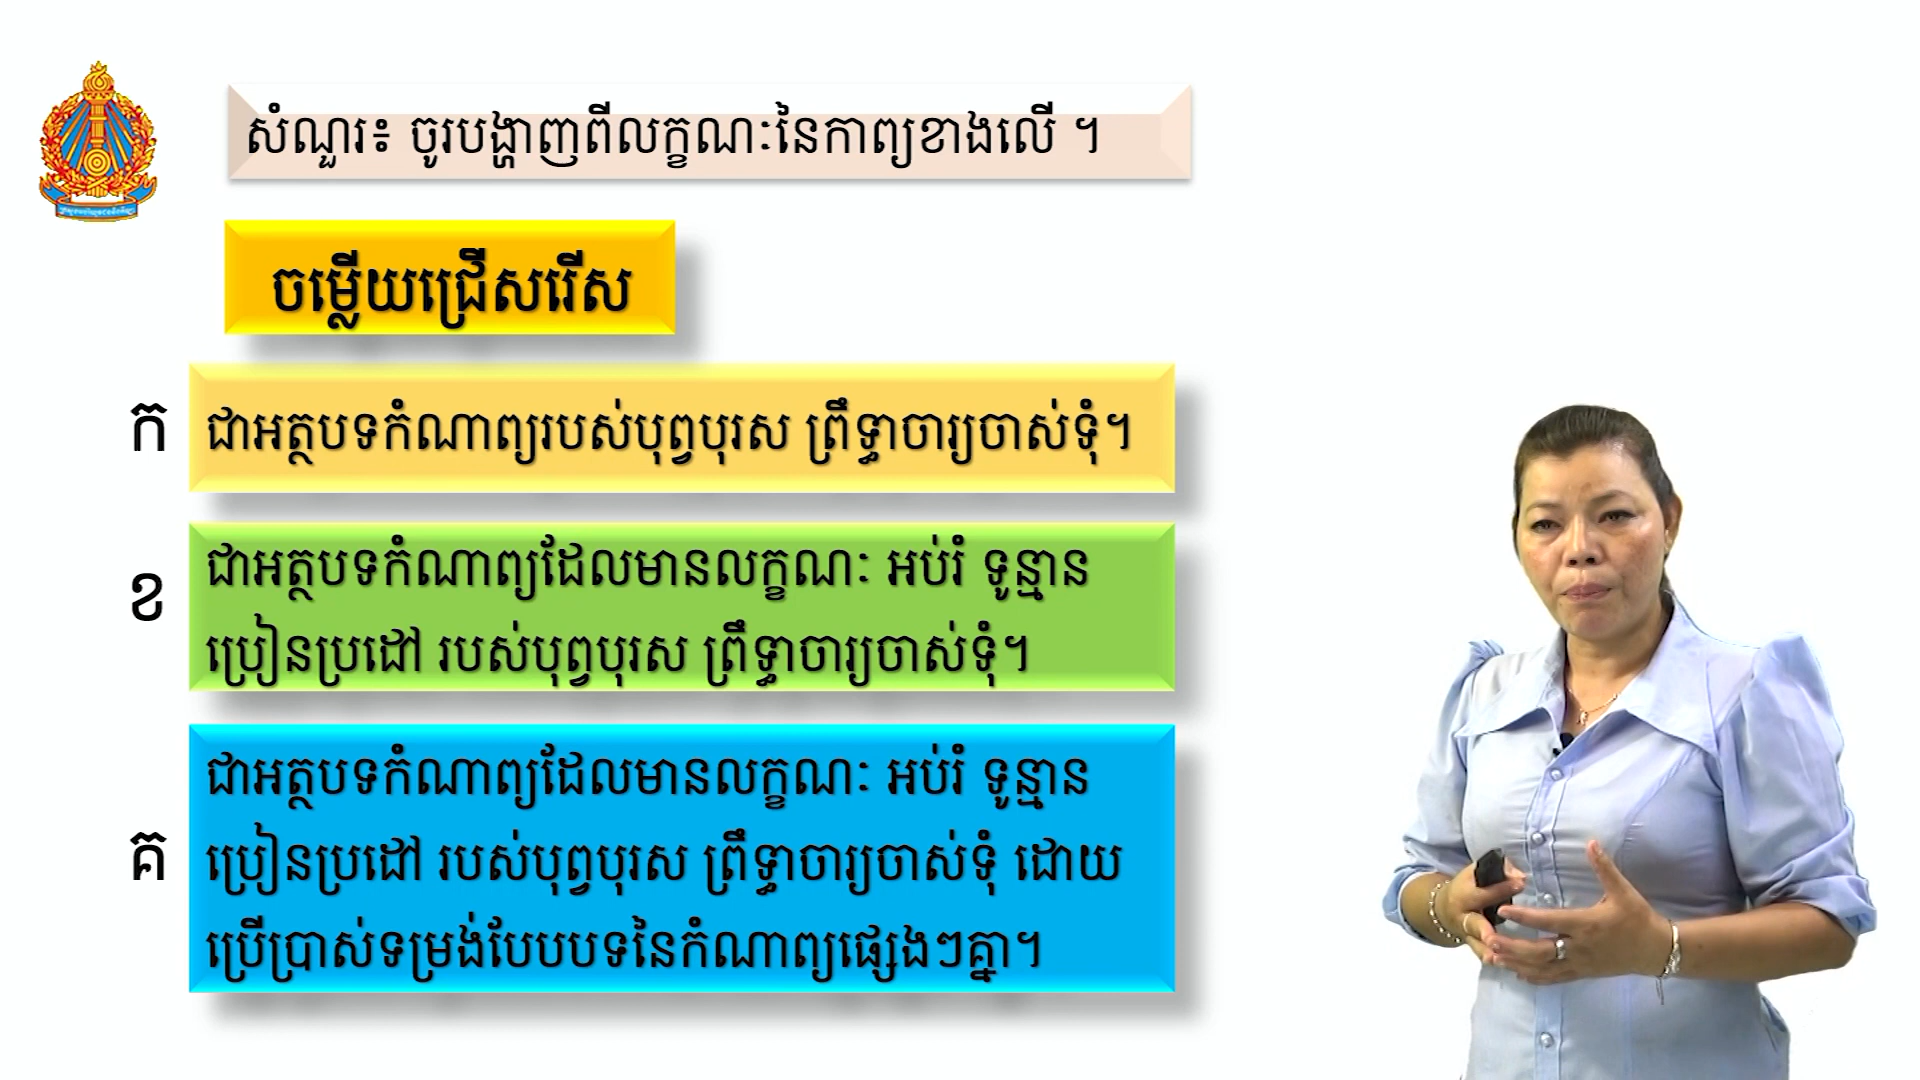 សំណួរ៖ ចូរបង្ហាញពីលក្ខណៈនៃកាព្យខាងលើ ។
ចម្លើយជ្រើសរើស
ក ជាអត្ថបទកំណាព្យរបស់បុព្វបុរស ព្រឹទ្ធាចារ្យចាស់ទុំ។
ខ ជាអត្ថបទកំណាព្យដែលមានលក្ខណៈ អប់រំ ទូន្មាន
ប្រៀនប្រដៅ របស់បុព្វបុរស ព្រឹទ្ធាចារ្យចាស់ទុំ។
គ ជាអត្ថបទកំណាព្យដែលមានលក្ខណៈ អប់រំ ទូន្មាន
ប្រៀនប្រដៅ របស់បុព្វបុរស ព្រឹទ្ធាចារ្យចាស់ទុំ ដោយ
ប្រើប្រាស់ទម្រង់បែបបទនៃកំណាព្យផ្សេងៗគ្នា។